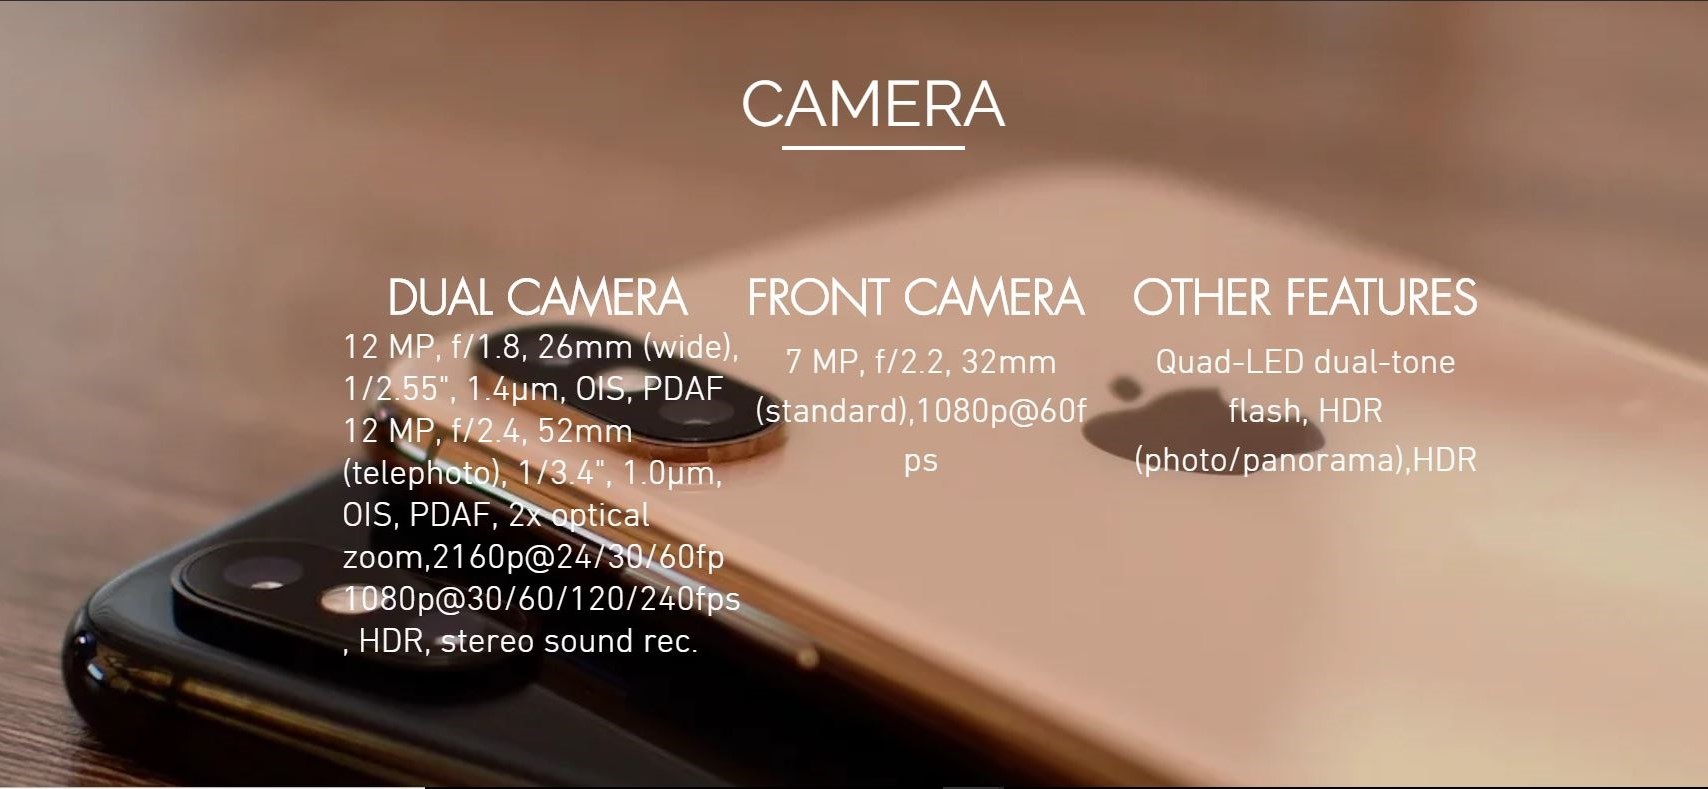 CAMERA
DUAL CAMERA
12 MP, f/1.8, 26mm (wide),
1/2.55", 1.4µm, OIS, PDAF
12 MP, f/2.4, 52mm
(telephoto), 1/3.4", 1.0µm,
OIS, PDAF, 2x optical
zoom,2160p@24/30/60fp
1080p@30/60/120/240fps
, HDR, stereo sound rec.
FRONT CAMERA
7 MP, f/2.2, 32mm
(standard),1080p@60f
ps
OTHER FEATURES
Quad-LED dual-tone
flash, HDR
(photo/panorama),HDR